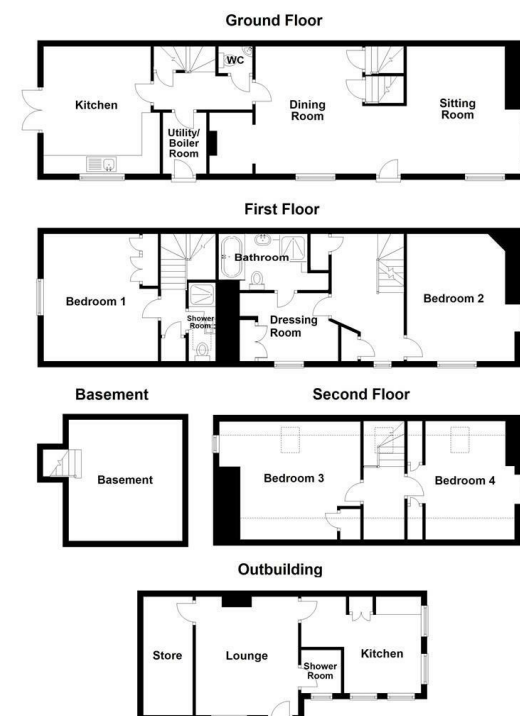 Ground Floor
Kitchen
WC
Dining
Room
Sitting
Room
Utility/
Boiler
Room
First Floor
Bedroom 1
Bathroom
Shower
Room
Dressing
Room
Bedroom 2
Basement
Basement
Second Floor
Bedroom 3
Bedroom 4
Outbuilding
Store
Lounge
Shower
Room
Kitchen